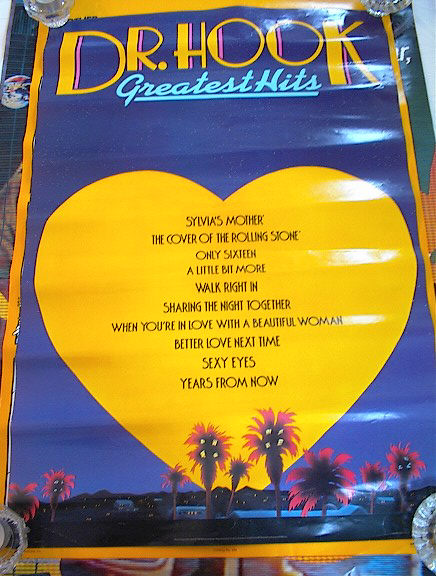 DR. HOOK
Greatest Hits
SYLVIA'S MOTHER*
THE COVER OF THE ROLLING STONE*
ONLY SIXTEEN
A LITTLE BIT MORE
WALK RIGHT IN
SHARING THE NIGHT TOGETHER
WHEN YOU'RE IN LOVE WITH A BEAUTIFUL WOMAN
BETTER LOVE NEXT TIME
SEXY EYES
YEARS FROM NOW